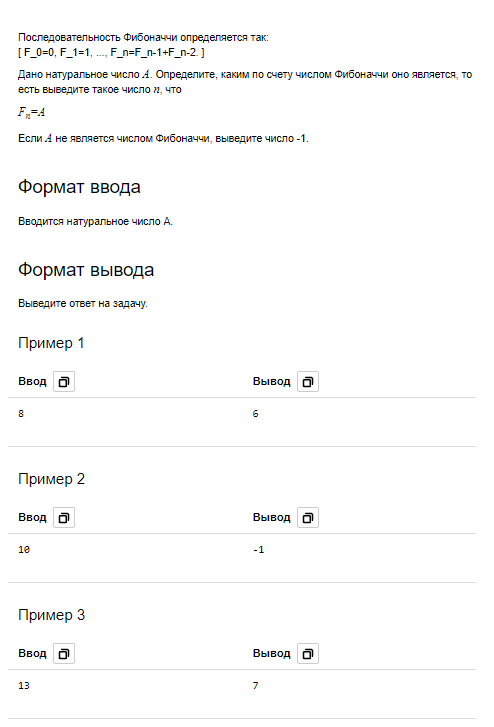 Последовательность Фибоначчи определяется так:
[ F_0=0, F_1=1, ..., F_n=F_n-1+F_n-2. ]
Дано натуральное число A. Определите, каким по счету числом Фибоначчи оно является, то
есть выведите такое число n, что
Fn=A
Если A не является числом Фибоначчи, выведите число -1.
Формат ввода
Вводится натуральное число А.
Формат вывода
Выведите ответ на задачу.
Пример 1
Ввод Вывод
8 6
Пример 2
Ввод Вывод
10 -1
Пример 3
Ввод Вывод
13 7